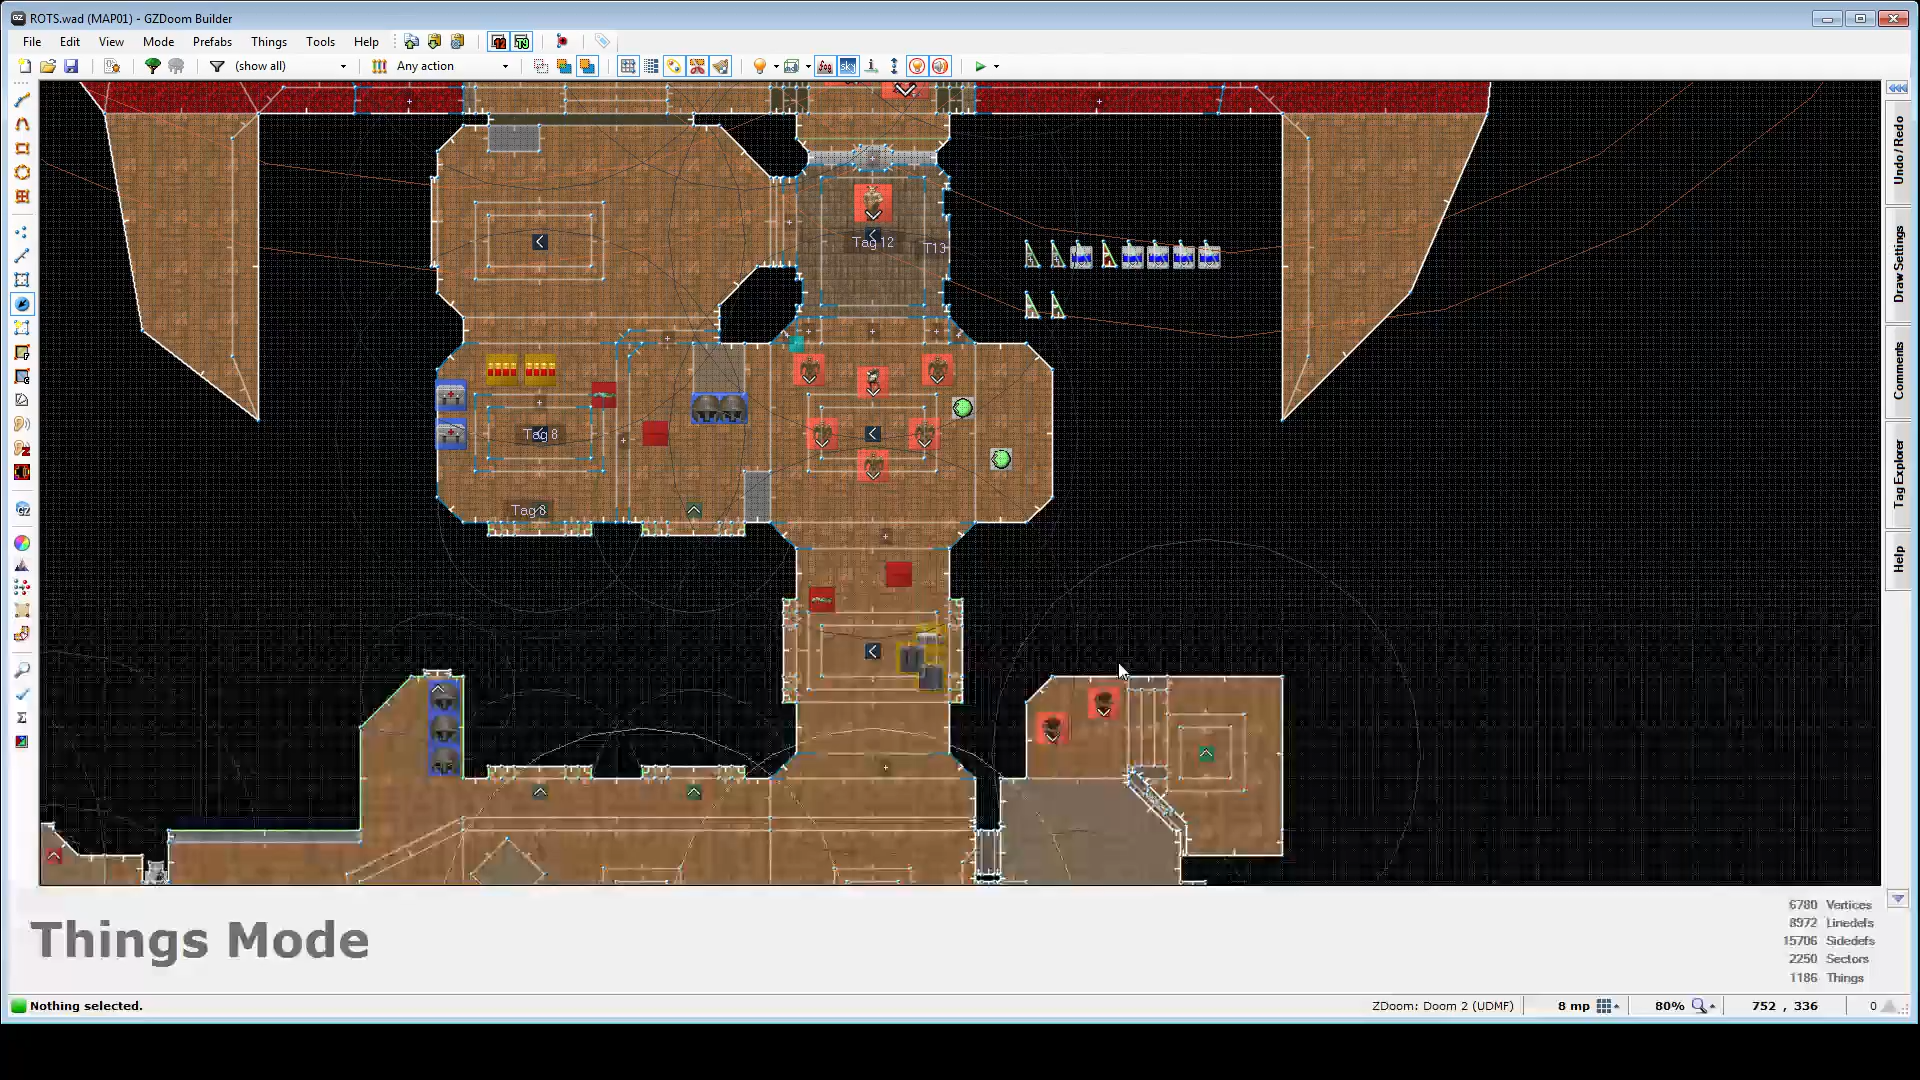 ROTS.wad (MAP01) - GZDoom Builder
File Edit View Mode Prefabs Things Tools Help
(show all) Any action
Undo / Redo
Draw Settings
Comments
Tag Explorer
Help
Tag 12
T13
Tag 8
Tag 8
Things Mode
6780 Vertices
8972 Linedefs
15706 Sidedefs
2250 Sectors
1186 Things
Nothing selected.
ZDoom: Doom 2 (UDMF) 8 mp 80% 752 , 336 0